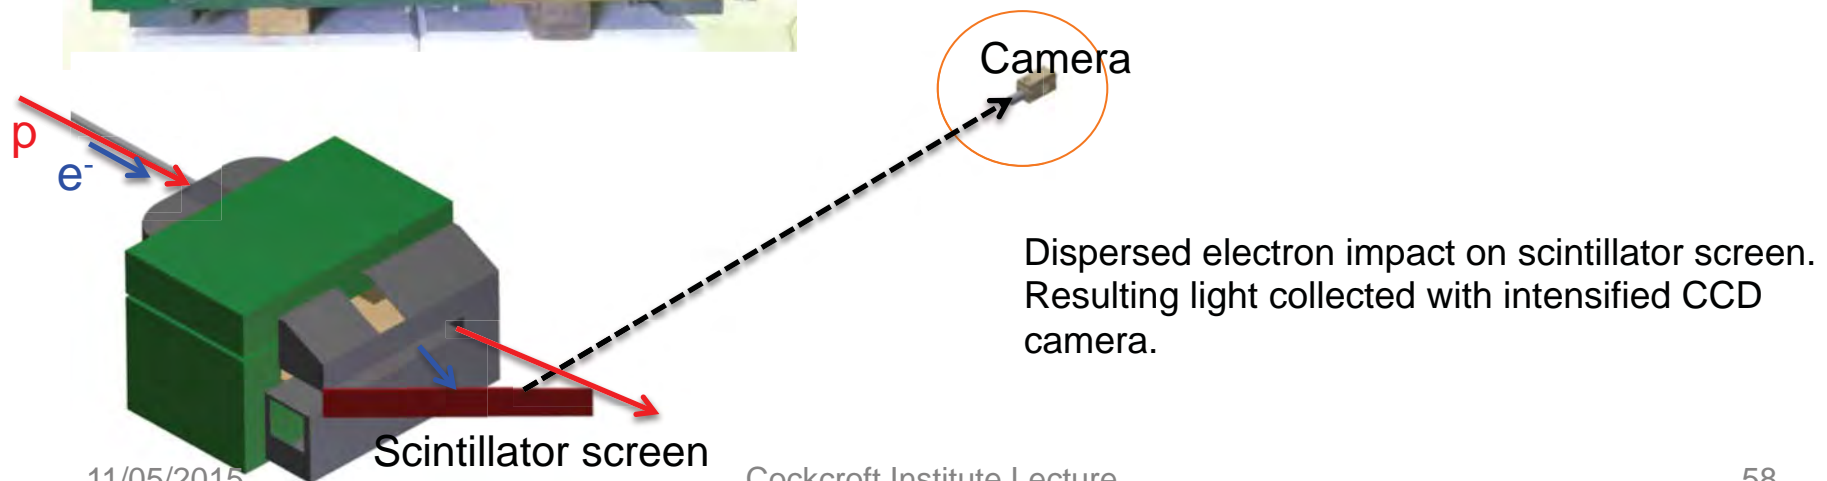 Camera
p
e-
Dispersed electron impact on scintillator screen.
Resulting light collected with intensified CCD
camera.
Scintillator screen
11/05/2015
Cockcroft Institute Lecture
58